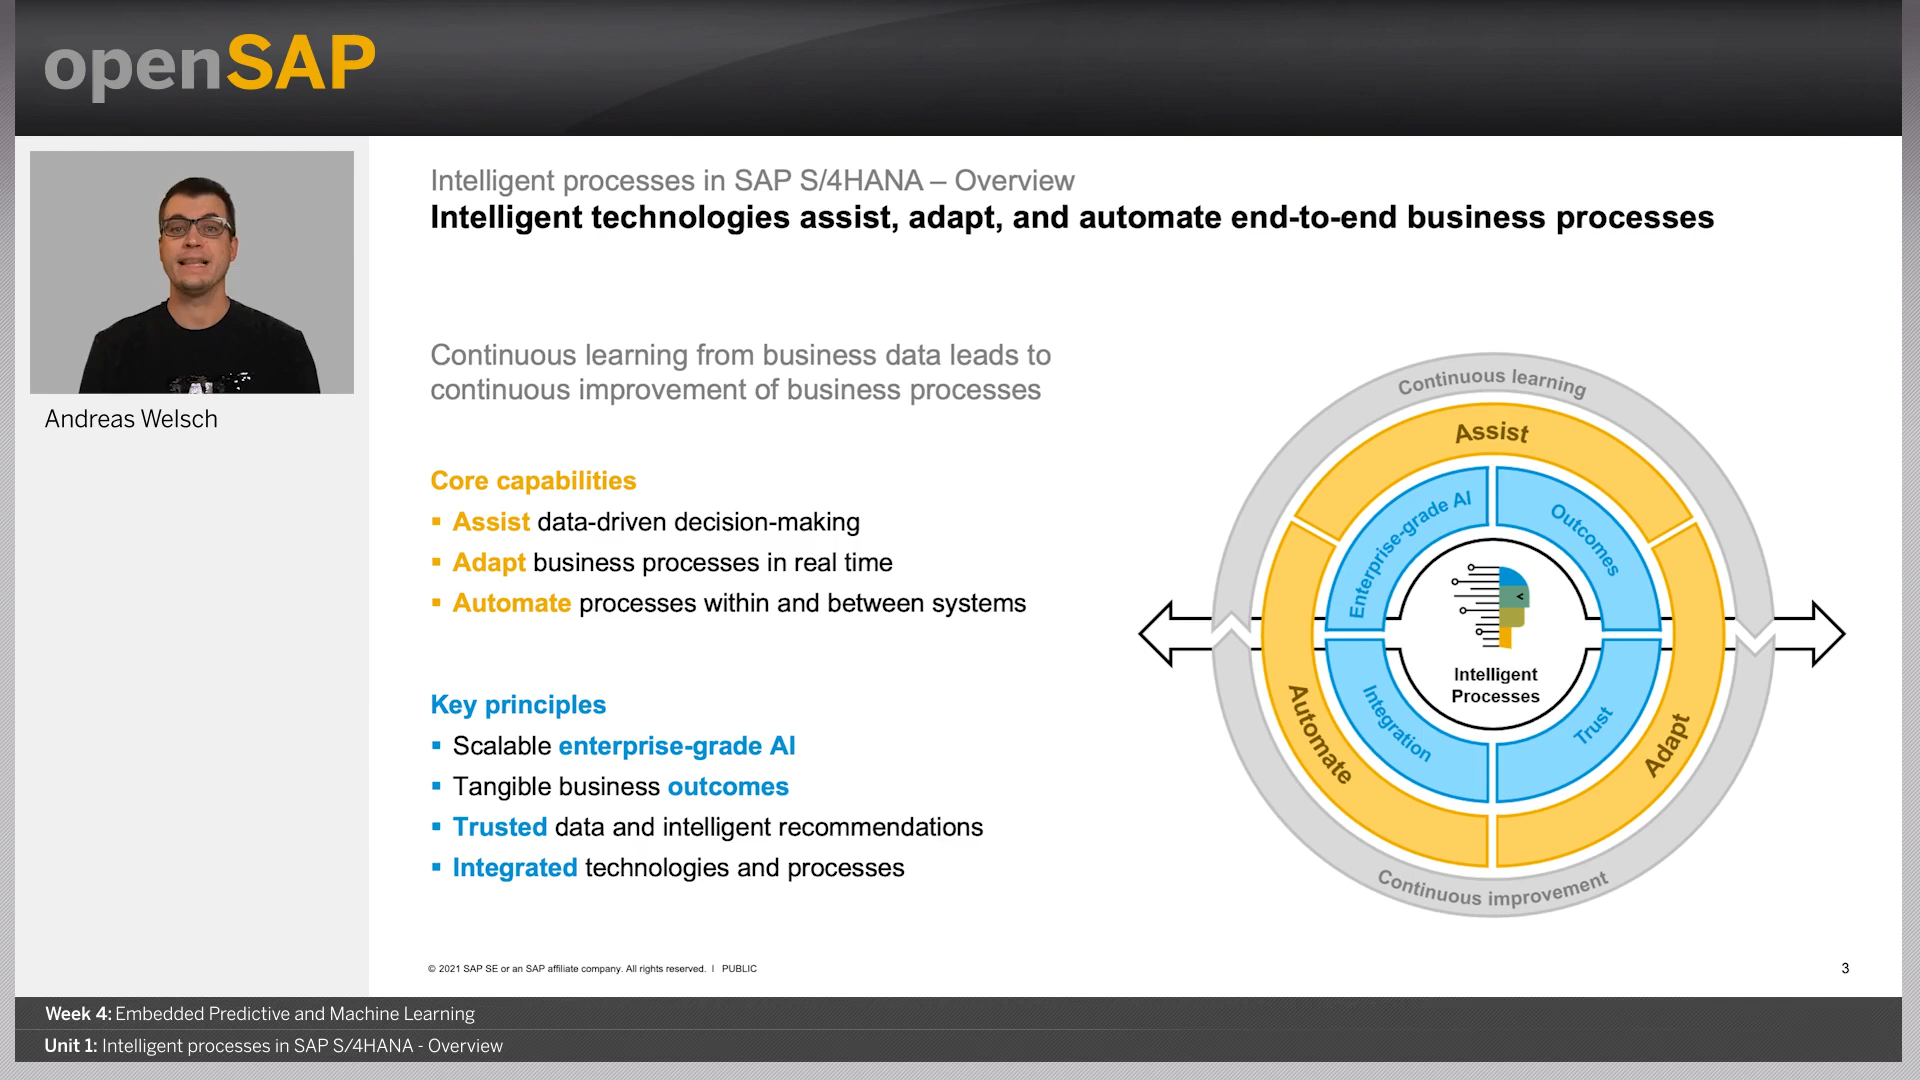 openSAP
Andreas Welsch
Intelligent processes in SAP S/4HANA – Overview
Intelligent technologies assist, adapt, and automate end-to-end business processes
Continuous learning from business data leads to
continuous improvement of business processes
Core capabilities
▪ Assist data-driven decision-making
▪ Adapt business processes in real time
▪ Automate processes within and between systems
Key principles
▪ Scalable enterprise-grade AI
▪ Tangible business outcomes
▪ Trusted data and intelligent recommendations
▪ Integrated technologies and processes
Continuous learning
Assist
Enterprise-grade AI
Outcomes
Intelligent
Processes
Integration
Trust
Automate
Adapt
Continuous improvement
© 2021 SAP SE or an SAP affiliate company. All rights reserved. | PUBLIC
3
Week 4: Embedded Predictive and Machine Learning
Unit 1: Intelligent processes in SAP S/4HANA - Overview